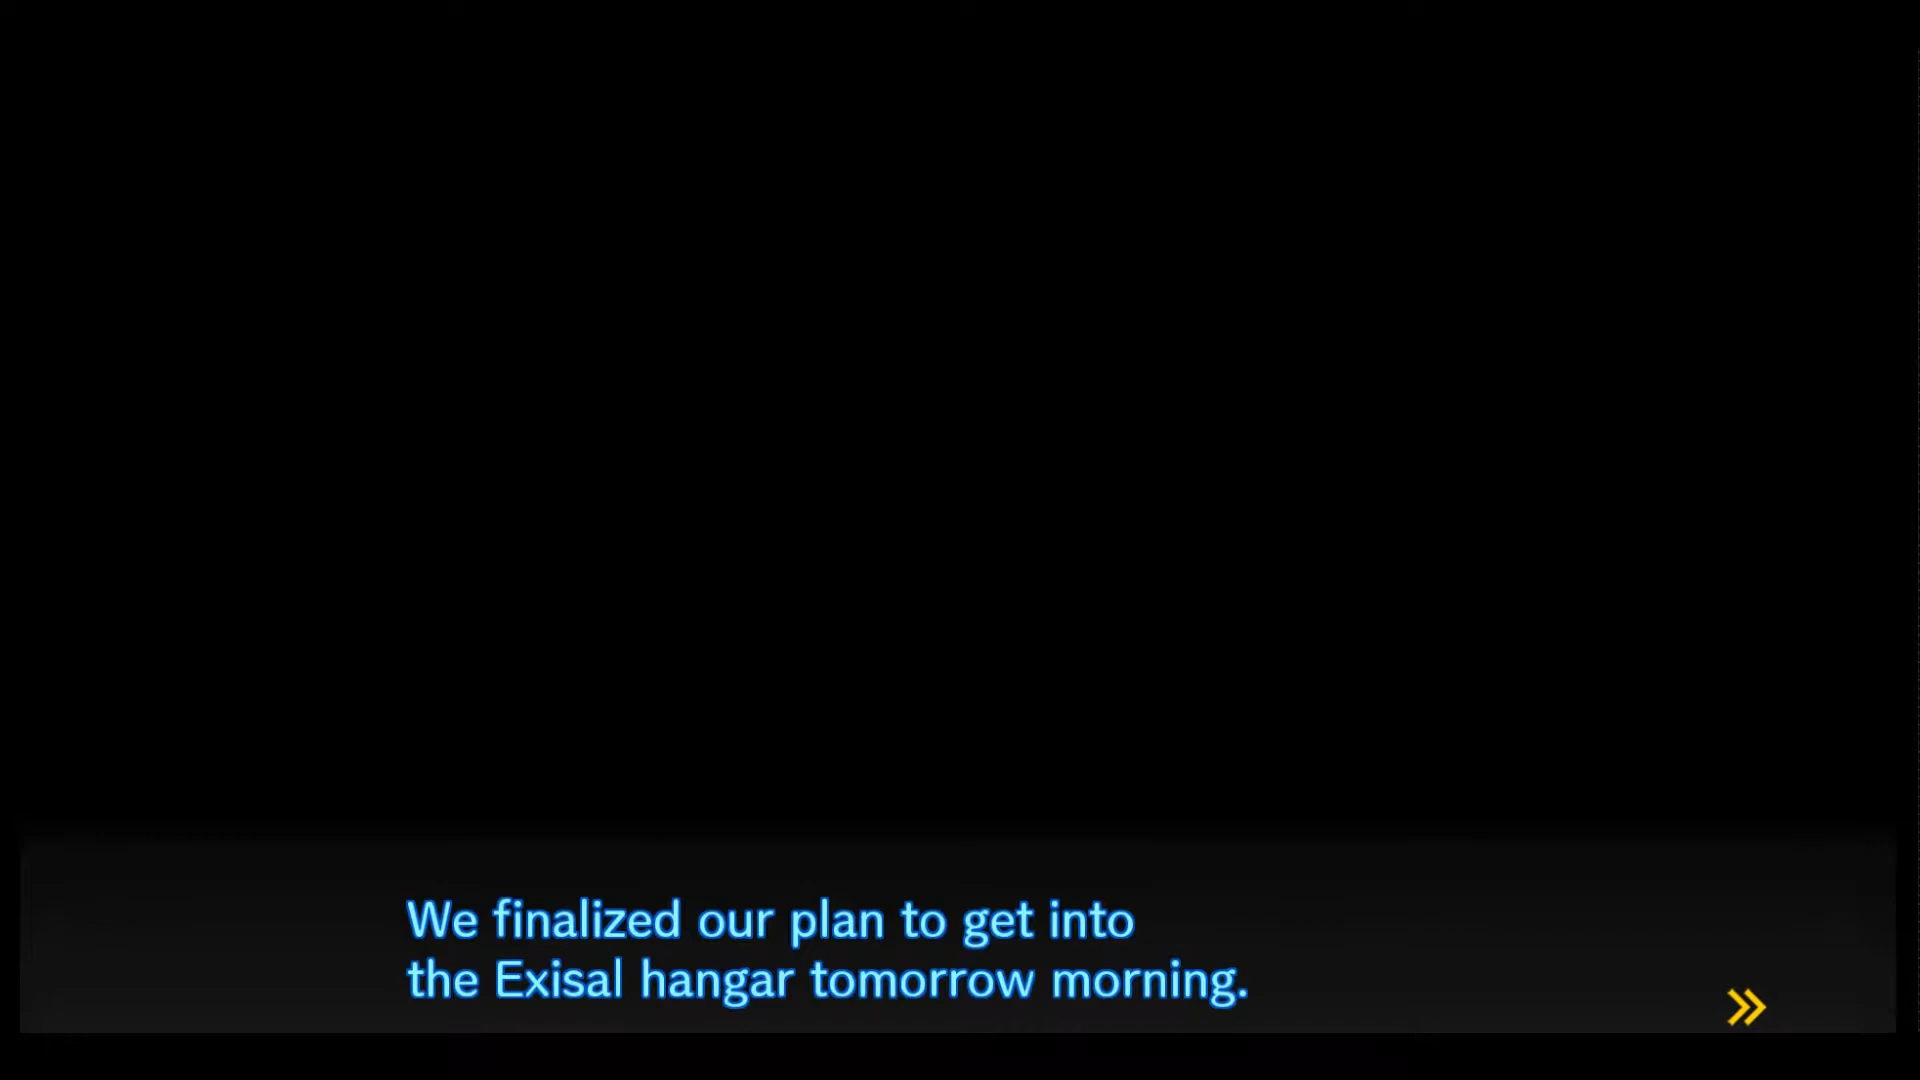 We finalized our plan to get into
the Exisal hangar tomorrow morning.